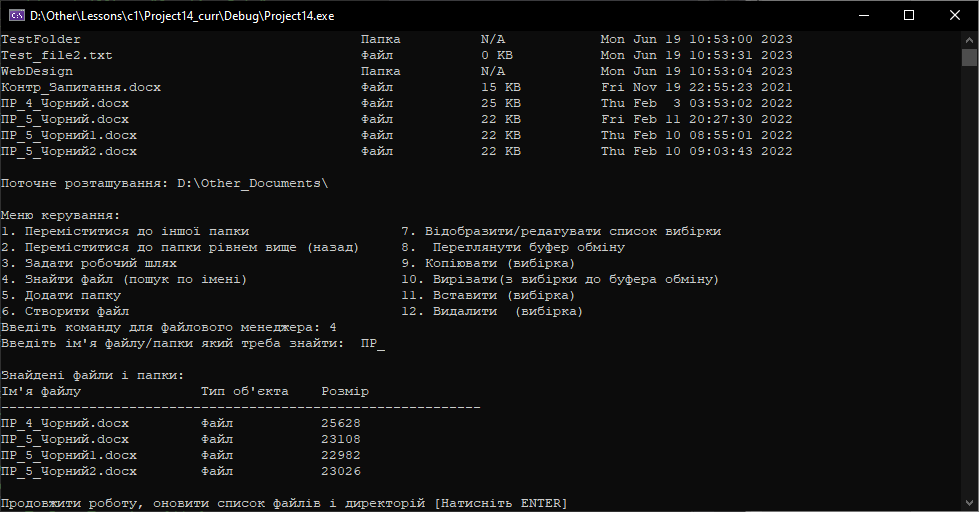 D:\Other\Lessons\c1\Project14_curr\Debug\Project14.exe
TestFolder Папка N/A Mon Jun 19 10:53:00 2023
Test_file2.txt Файл 0 KB Mon Jun 19 10:53:31 2023
WebDesign Папка N/A Mon Jun 19 10:53:04 2023
Контр_Запитання.docx Файл 15 KB Fri Nov 19 22:55:23 2021
ПР_4_Чорний.docx Файл 25 KB Thu Feb 3 03:53:02 2022
ПР_5_Чорний.docx Файл 22 KB Fri Feb 11 20:27:30 2022
ПР_5_Чорний1.docx Файл 22 KB Thu Feb 10 08:55:01 2022
ПР_5_Чорний2.docx Файл 22 KB Thu Feb 10 09:03:43 2022
Поточне розташування: D:\Other_Documents\
Меню керування:
1. Переміститися до іншої папки 7. Відобразити/редагувати список вибірки
2. Переміститися до папки рівнем вище (назад) 8. Переглянути буфер обміну
3. Задати робочий шлях 9. Копіювати (вибірка)
4. Знайти файл (пошук по імені) 10. Вирізати(з вибірки до буфера обміну)
5. Додати папку 11. Вставити (вибірка)
6. Створити файл 12. Видалити (вибірка)
Введіть команду для файлового менеджера: 4
Введіть ім'я файлу/папки який треба знайти: ПР_
Знайдені файли і папки:
Ім'я файлу Тип об'єкта Розмір
------------------------------------------------------------
ПР_4_Чорний.docx Файл 25628
ПР_5_Чорний.docx Файл 23108
ПР_5_Чорний1.docx Файл 22982
ПР_5_Чорний2.docx Файл 23026
Продовжити роботу, оновити список файлів і директорій [Натисніть ENTER]